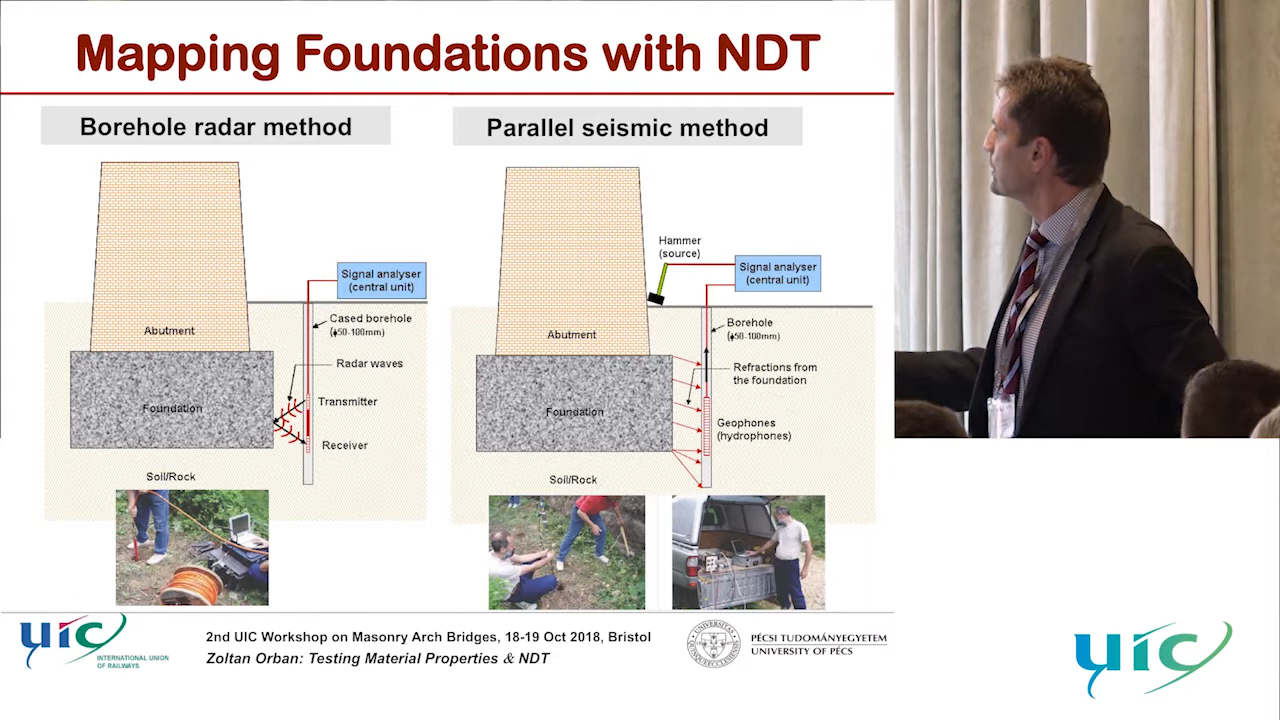 Mapping Foundations with NDT
Borehole radar method
Parallel seismic method
Signal analyser
(central unit)
Cased borehole
(ϕ50-100mm)
Abutment
Radar waves
Transmitter
Foundation
Receiver
Soil/Rock
Hammer
(source)
Signal analyser
(central unit)
Borehole
(ϕ50-100mm)
Abutment
Refractions from
the foundation
Foundation
Geophones
(hydrophones)
Soil/Rock
uic
INTERNATIONAL UNION
OF RAILWAYS
2nd UIC Workshop on Masonry Arch Bridges, 18-19 Oct 2018, Bristol
Zoltan Orban: Testing Material Properties & NDT
PÉCSI TUDOMÁNYEGYETEM
UNIVERSITY OF PÉCS
uic